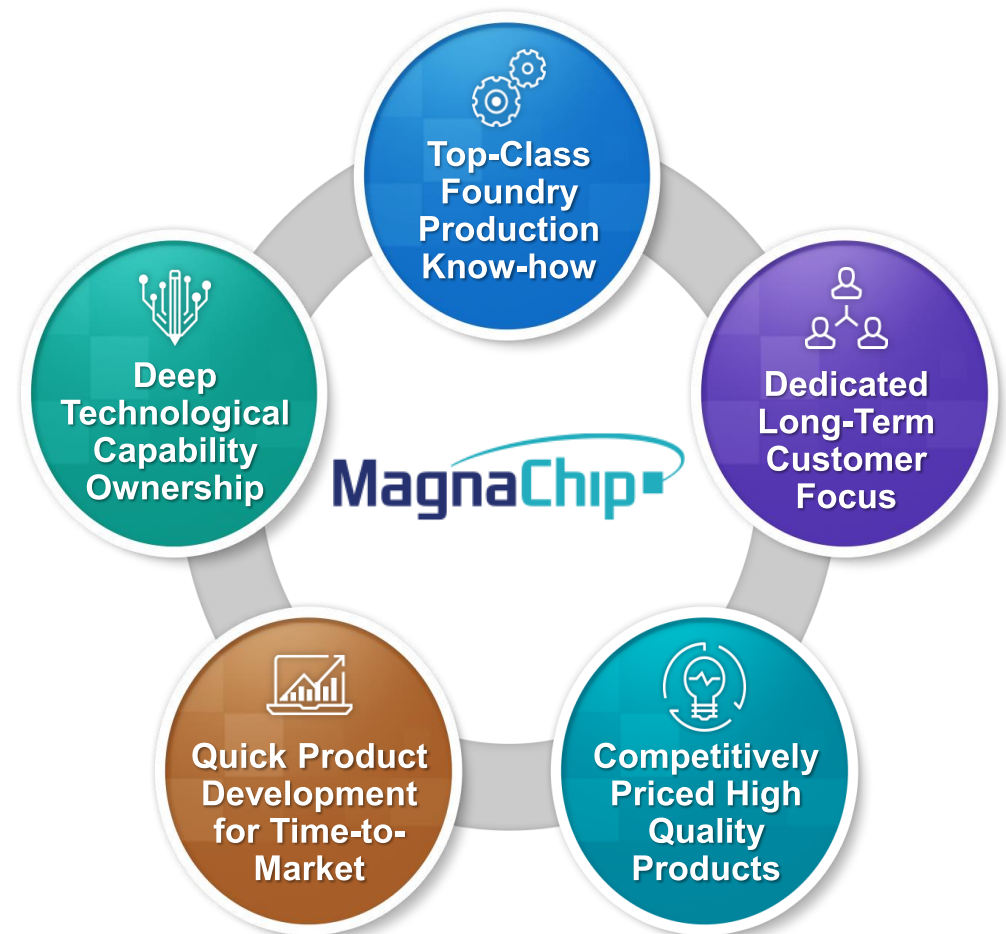 Top-Class
Foundry
Production
Know-how
Deep
Technological
Capability
Ownership
Dedicated
Long-Term
Customer
Focus
MagnaChip
Quick Product
Development
for Time-to-
Market
Competitively
Priced High
Quality
Products